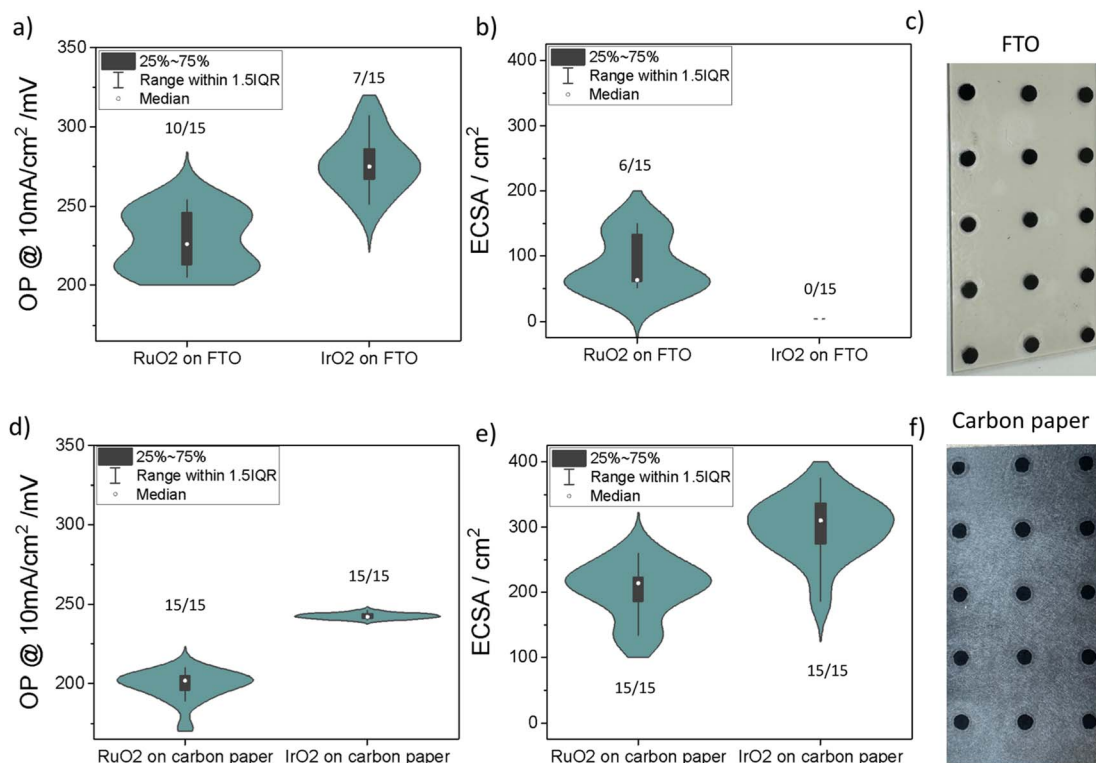 a)
350
300
250
200
OP @ 10mA/cm² /mV
25%~75%
Range within 1.5IQR
Median
10/15
7/15
RuO2 on FTO
IrO2 on FTO
b)
400
300
200
100
0
ECSA / cm²
25%~75%
Range within 1.5IQR
Median
6/15
0/15
--
RuO2 on FTO
IrO2 on FTO
c)
FTO
d)
350
300
250
200
OP @ 10mA/cm² /mV
25%~75%
Range within 1.5IQR
Median
15/15
15/15
RuO2 on carbon paper
IrO2 on carbon paper
e)
400
300
200
100
0
ECSA / cm²
25%~75%
Range within 1.5IQR
Median
15/15
15/15
RuO2 on carbon paper
IrO2 on carbon paper
f)
Carbon paper